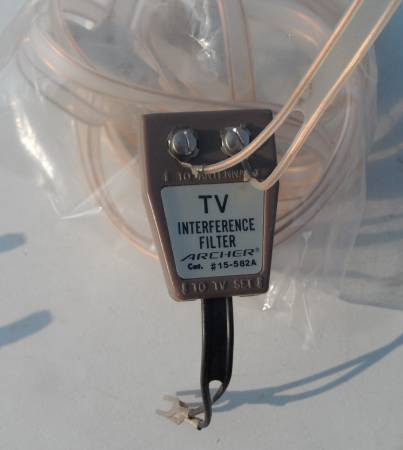 TO ANTENNA
TV
INTERFERENCE
FILTER
ARCHER®
Cat. #15-582A
TO TV SET